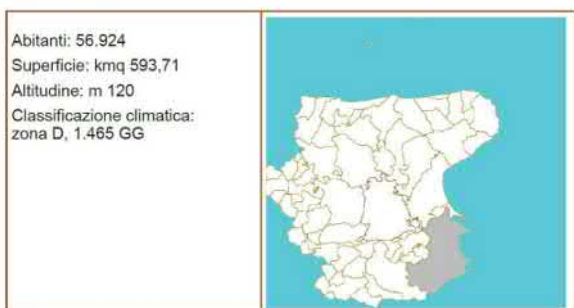 Abitanti: 56.924
Superficie: kmq 593,71
Altitudine: m 120
Classificazione climatica:
zona D, 1.465 GG